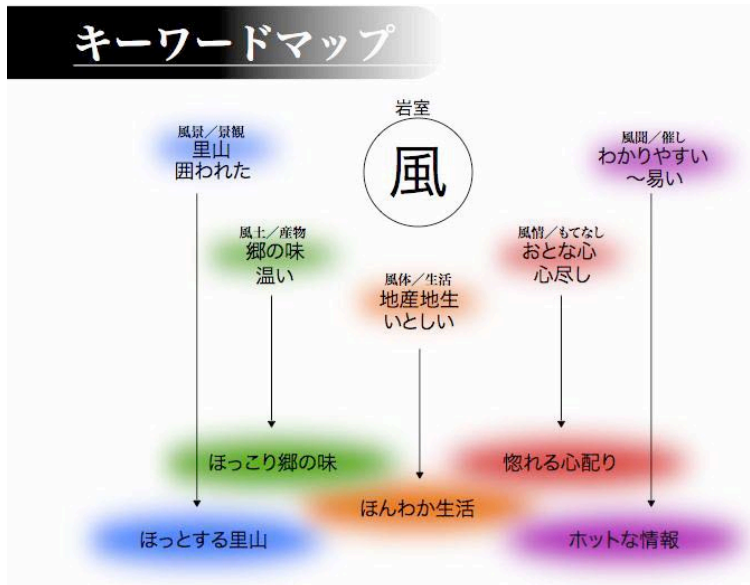 キーワードマップ
岩室
風
風景／景観
里山
囲われた
風聞／催し
わかりやすい
～易い
風土／産物
郷の味
温い
風情／もてなし
おとな心
心尽し
風体／生活
地産地生
いとしい
ほっこり郷の味
惚れる心配り
ほんわか生活
ほっとする里山
ホットな情報